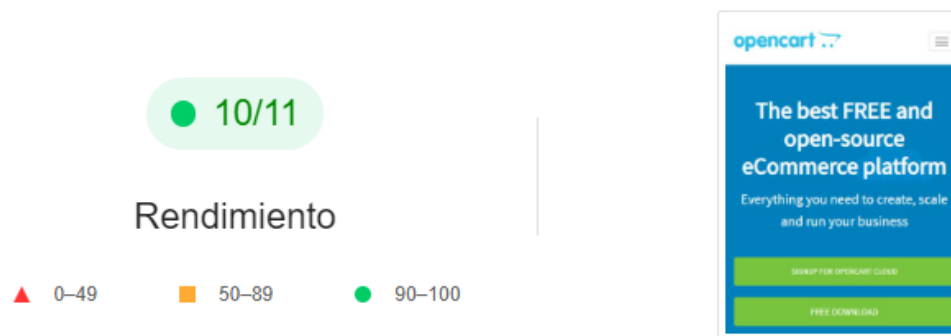 10/11
Rendimiento
0–49
50–89
90–100
opencart
The best FREE and
open-source
eCommerce platform
Everything you need to create, scale
and run your business
SIGNUP FOR OPENCART CLOUD
FREE DOWNLOAD